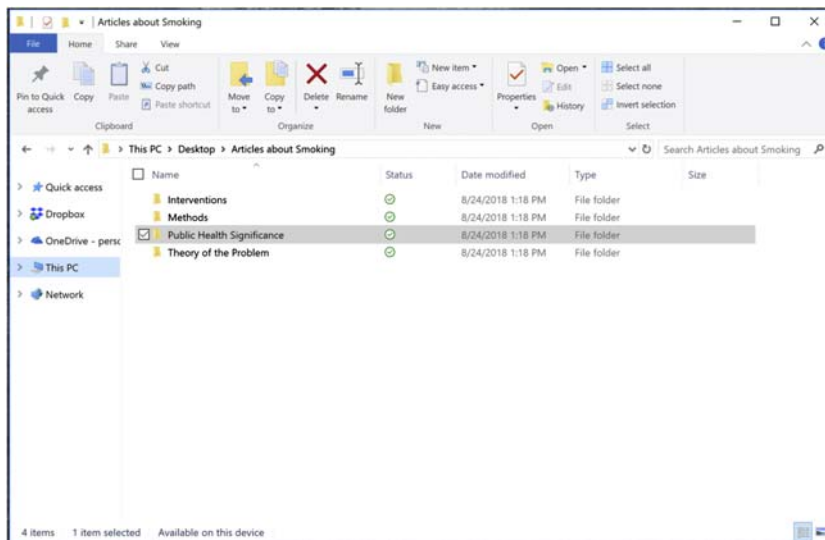 Articles about Smoking
File Home Share View
Pin to Quick access
Copy
Paste
Cut
Copy path
Paste shortcut
Clipboard
Move to
Copy to
Delete
Rename
Organize
New folder
New item
Easy access
New
Properties
Open
Edit
History
Open
Select all
Select none
Invert selection
Select
This PC > Desktop > Articles about Smoking
Search Articles about Smoking
Quick access
Dropbox
OneDrive - persc
This PC
Network
Name Status Date modified Type Size
Interventions 8/24/2018 1:18 PM File folder
Methods 8/24/2018 1:18 PM File folder
Public Health Significance 8/24/2018 1:18 PM File folder
Theory of the Problem 8/24/2018 1:18 PM File folder
4 items 1 item selected Available on this device